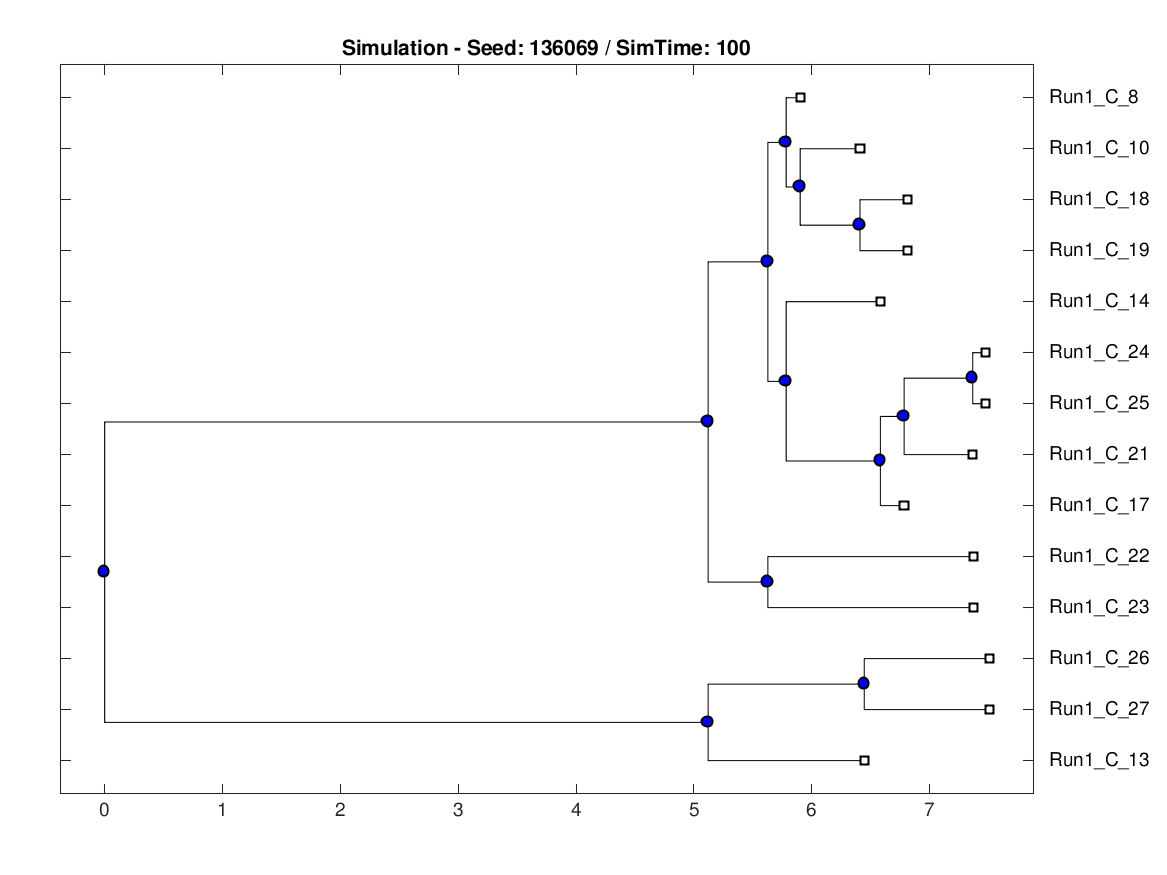 Simulation - Seed: 136069 / SimTime: 100
Run1_C_8
Run1_C_10
Run1_C_18
Run1_C_19
Run1_C_14
Run1_C_24
Run1_C_25
Run1_C_21
Run1_C_17
Run1_C_22
Run1_C_23
Run1_C_26
Run1_C_27
Run1_C_13
0 1 2 3 4 5 6 7